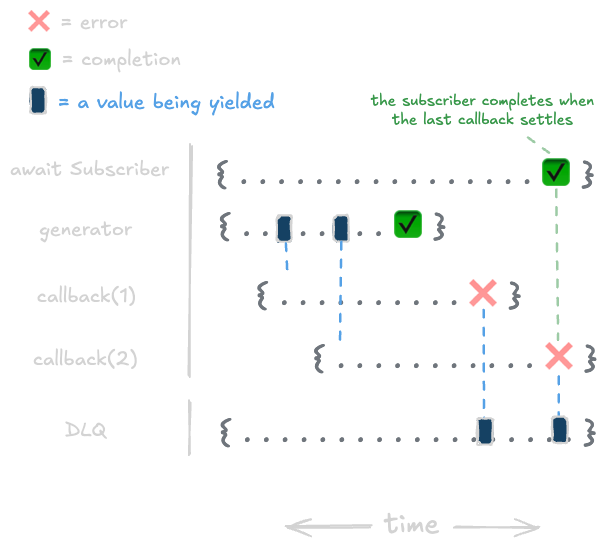 = error
= completion
= a value being yielded
the subscriber completes when
the last callback settles
await Subscriber
generator
callback(1)
callback(2)
DLQ
time